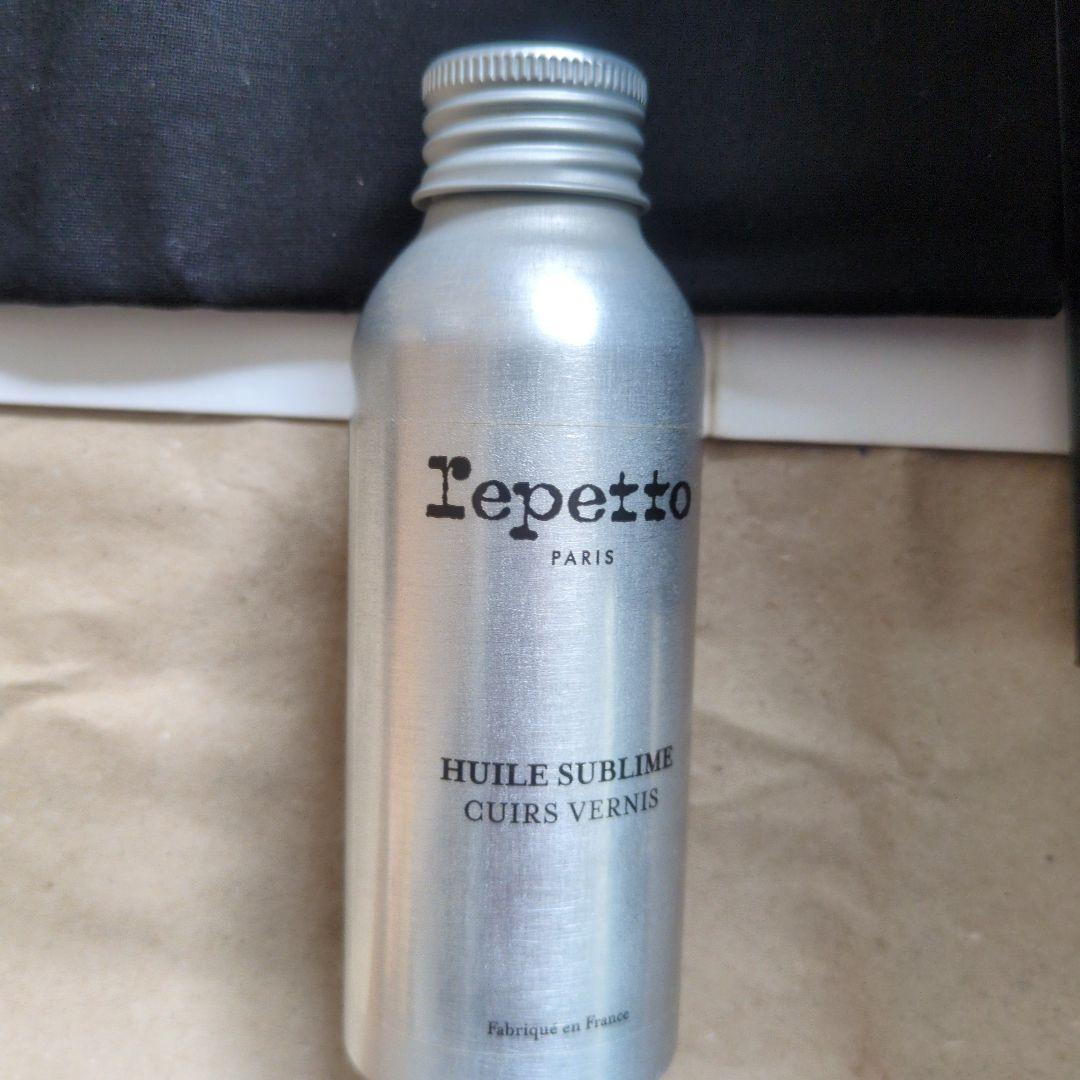 repetto
PARIS
HUILE SUBLIME
CUIRS VERNIS
Fabriqué en France